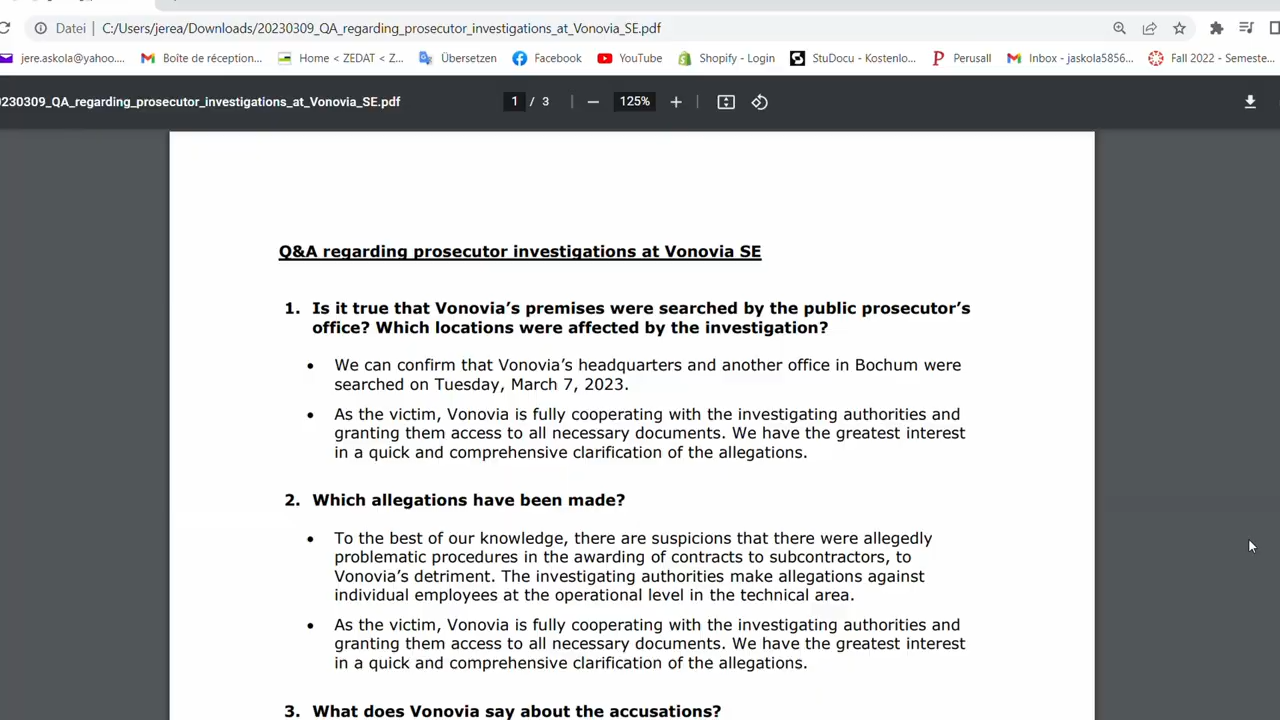 Datei C:/Users/jerea/Downloads/20230309_QA_regarding_prosecutor_investigations_at_Vonovia_SE.pdf
jere.askola@yahoo.... Boîte de réception... Home < ZEDAT < Z... Übersetzen Facebook YouTube Shopify - Login StuDocu - Kostenlo... Perusall Inbox - jaskola5856... Fall 2022 - Semeste...
0230309_QA_regarding_prosecutor_investigations_at_Vonovia_SE.pdf 1 / 3 125%
Q&A regarding prosecutor investigations at Vonovia SE
1. Is it true that Vonovia's premises were searched by the public prosecutor's
office? Which locations were affected by the investigation?
• We can confirm that Vonovia's headquarters and another office in Bochum were
searched on Tuesday, March 7, 2023.
• As the victim, Vonovia is fully cooperating with the investigating authorities and
granting them access to all necessary documents. We have the greatest interest
in a quick and comprehensive clarification of the allegations.
2. Which allegations have been made?
• To the best of our knowledge, there are suspicions that there were allegedly
problematic procedures in the awarding of contracts to subcontractors, to
Vonovia's detriment. The investigating authorities make allegations against
individual employees at the operational level in the technical area.
• As the victim, Vonovia is fully cooperating with the investigating authorities and
granting them access to all necessary documents. We have the greatest interest
in a quick and comprehensive clarification of the allegations.
3. What does Vonovia say about the accusations?